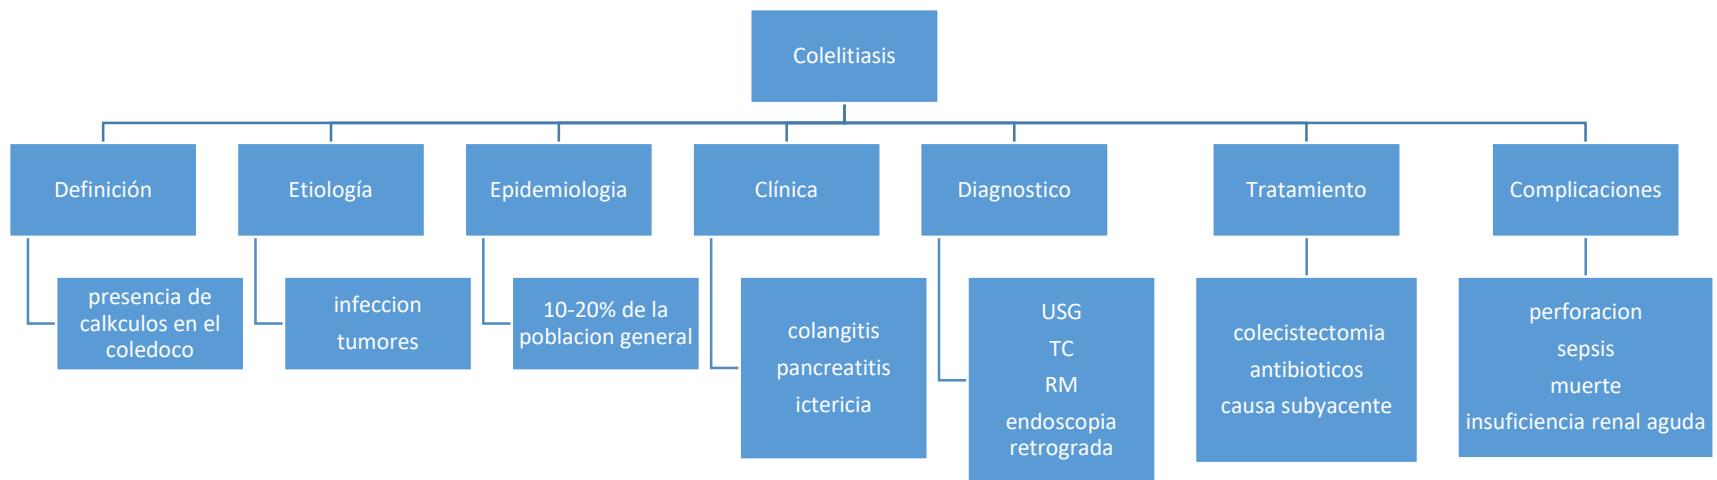 Colelitiasis
Definición
Etiología
Epidemiologia
Clínica
Diagnostico
Tratamiento
Complicaciones
presencia de
calkculos en el
coledoco
infeccion
tumores
10-20% de la
poblacion general
colangitis
pancreatitis
ictericia
USG
TC
RM
endoscopia
retrograda
colecistectomia
antibioticos
causa subyacente
perforacion
sepsis
muerte
insuficiencia renal aguda